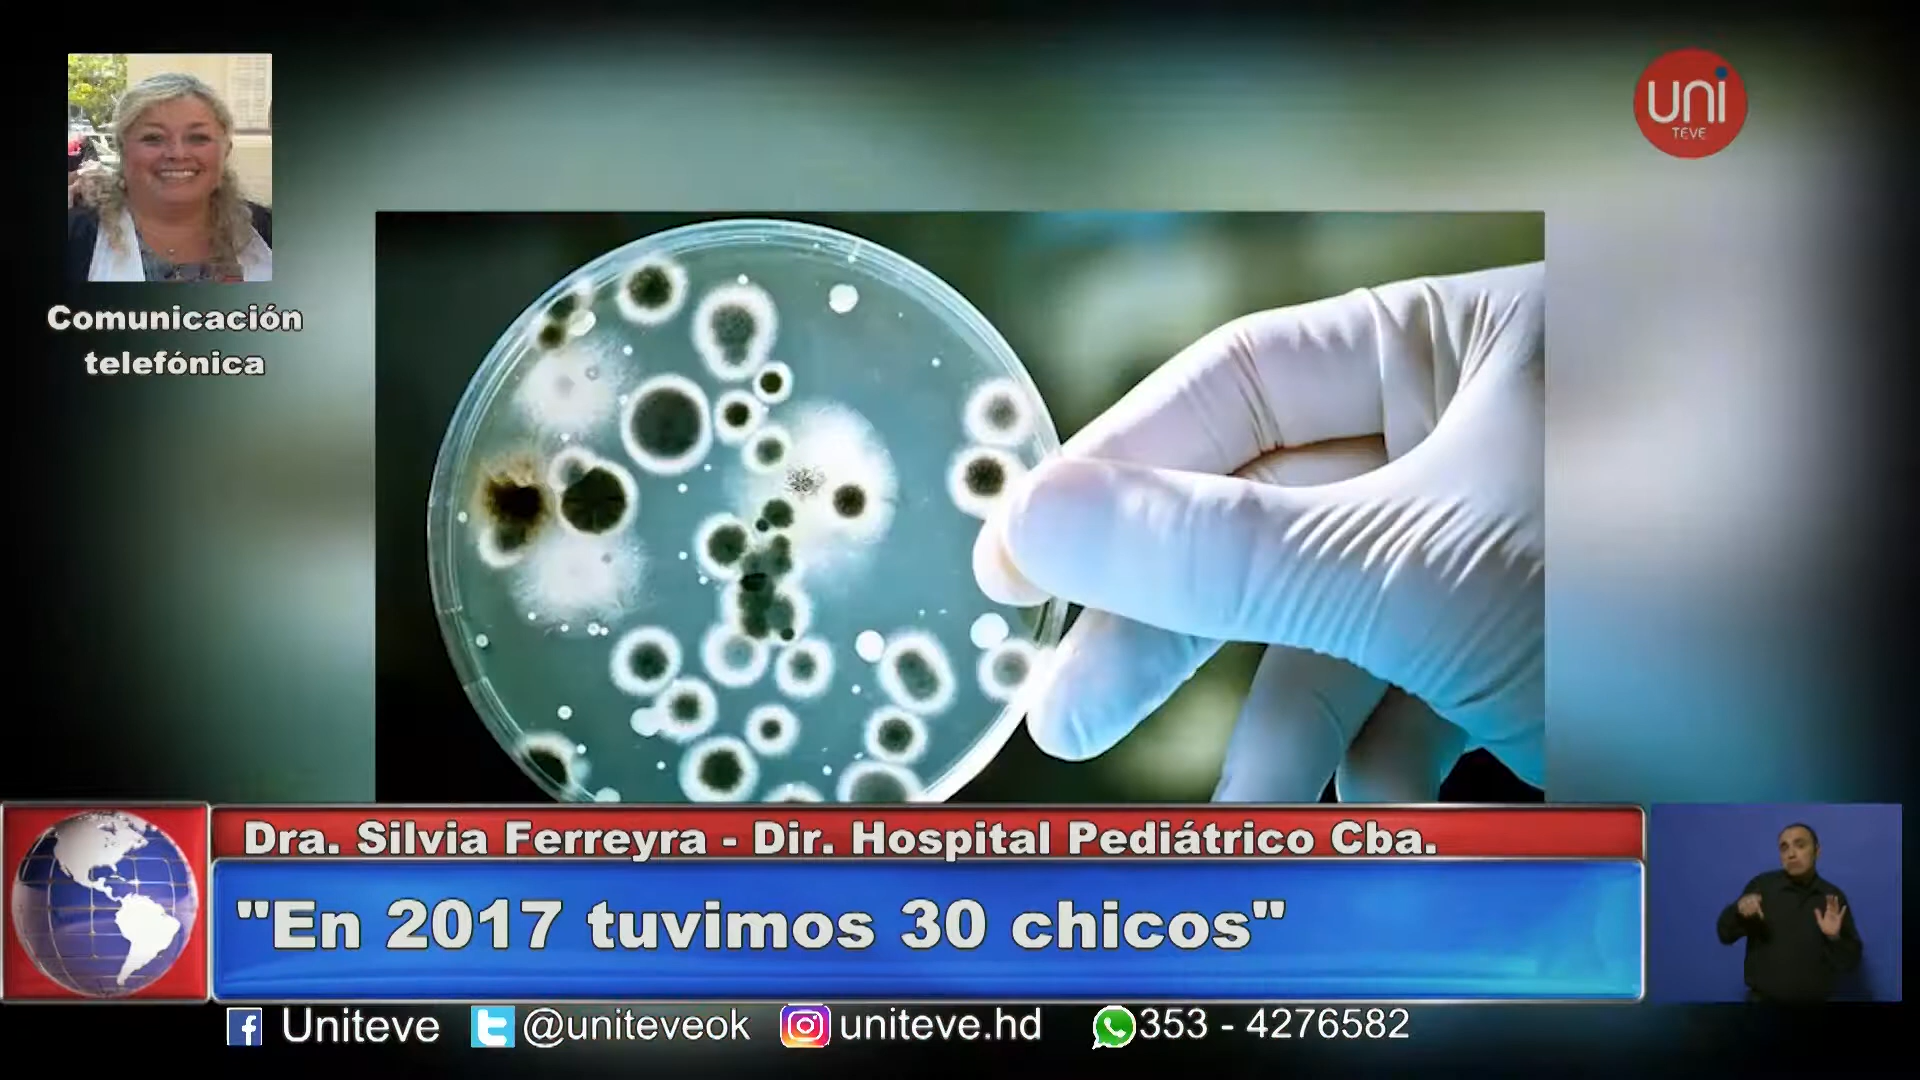 uni
TEVE
Comunicación
telefónica
Dra. Silvia Ferreyra - Dir. Hospital Pediátrico Cba.
"En 2017 tuvimos 30 chicos"
Uniteve @uniteveok uniteve.hd 353 - 4276582